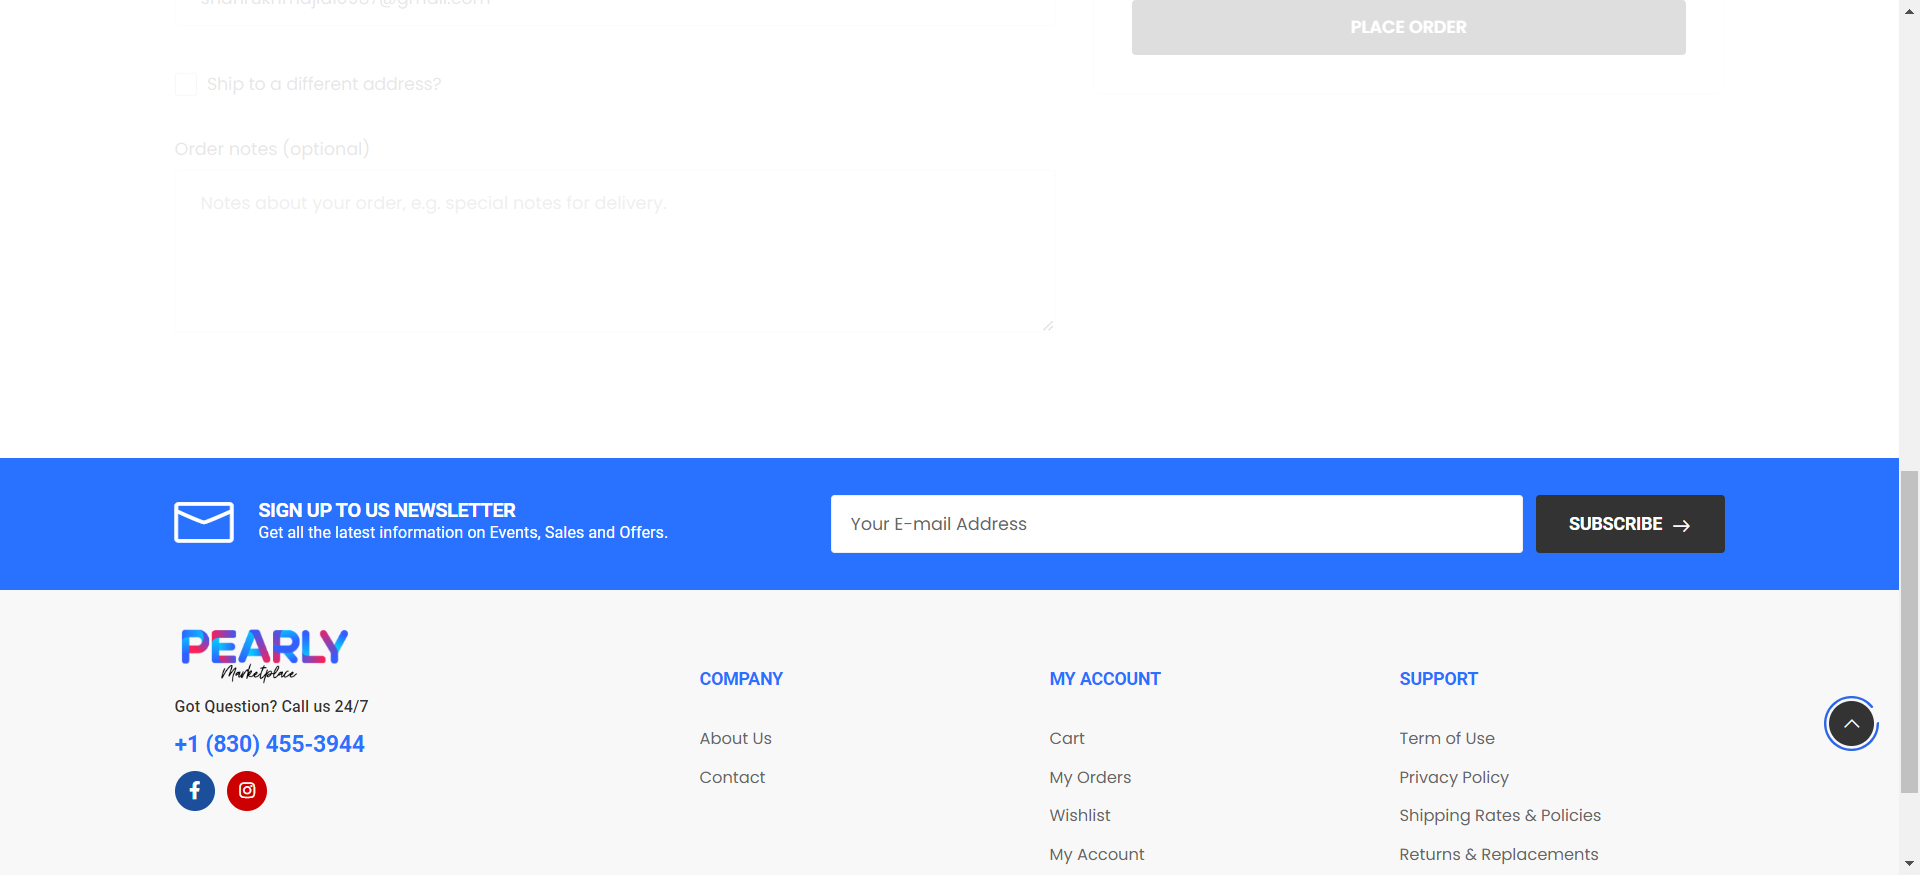 PLACE ORDER
Ship to a different address?
Order notes (optional)
Notes about your order, e.g. special notes for delivery.
SIGN UP TO US NEWSLETTER
Get all the latest information on Events, Sales and Offers.
Your E-mail Address
SUBSCRIBE
PEARLY
Marketplace
Got Question? Call us 24/7
+1 (830) 455-3944
COMPANY
About Us
Contact
MY ACCOUNT
Cart
My Orders
Wishlist
My Account
SUPPORT
Term of Use
Privacy Policy
Shipping Rates & Policies
Returns & Replacements